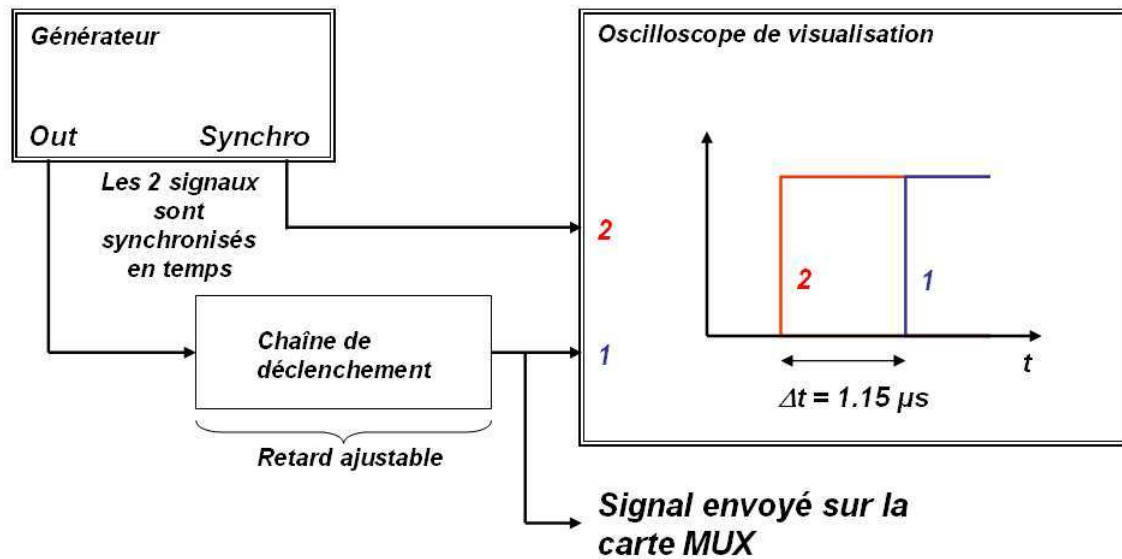 Générateur
Out
Synchro
Les 2 signaux
sont
synchronisés
en temps
Chaîne de
déclenchement
Retard ajustable
Oscilloscope de visualisation
2
1
2
1
t
Δt = 1.15 µs
Signal envoyé sur la
carte MUX